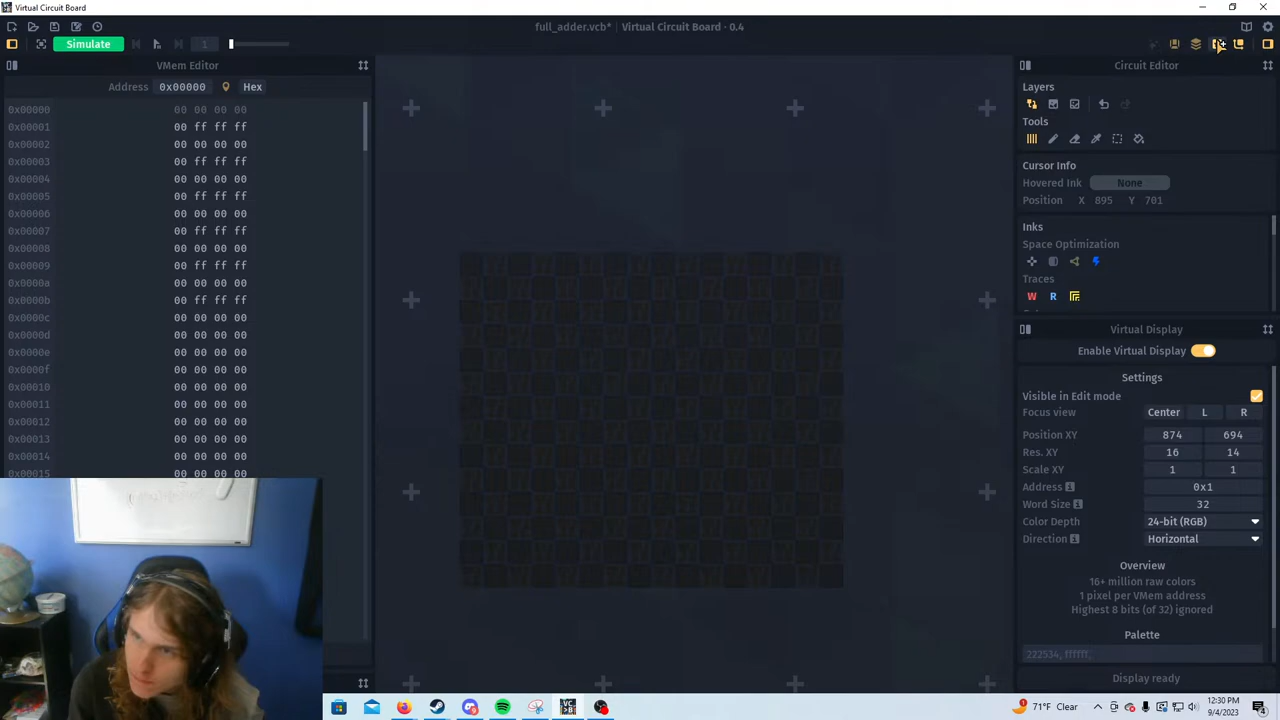 Virtual Circuit Board
full_adder.vcb* | Virtual Circuit Board - 0.4
Simulate
1
VMem Editor
Address 0x00000 Hex
0x00000 00 00 00 00
0x00001 00 ff ff ff
0x00002 00 00 00 00
0x00003 00 ff ff ff
0x00004 00 00 00 00
0x00005 00 ff ff ff
0x00006 00 00 00 00
0x00007 00 ff ff ff
0x00008 00 00 00 00
0x00009 00 ff ff ff
0x0000a 00 00 00 00
0x0000b 00 ff ff ff
0x0000c 00 00 00 00
0x0000d 00 00 00 00
0x0000e 00 00 00 00
0x0000f 00 00 00 00
0x00010 00 00 00 00
0x00011 00 00 00 00
0x00012 00 00 00 00
0x00013 00 00 00 00
0x00014 00 00 00 00
0x00015 00 00 00 00
Circuit Editor
Layers
Tools
Cursor Info
Hovered Ink None
Position X 895 Y 701
Inks
Space Optimization
Traces
W R
Virtual Display
Enable Virtual Display
Settings
Visible in Edit mode
Focus view Center L R
Position XY 874 694
Res. XY 16 14
Scale XY 1 1
Address i 0x1
Word Size i 32
Color Depth 24-bit (RGB)
Direction i Horizontal
Overview
16+ million raw colors
1 pixel per VMem address
Highest 8 bits (of 32) ignored
Palette
222534, ffffff,
Display ready
VC
>B
71°F Clear
12:30 PM
9/4/2023